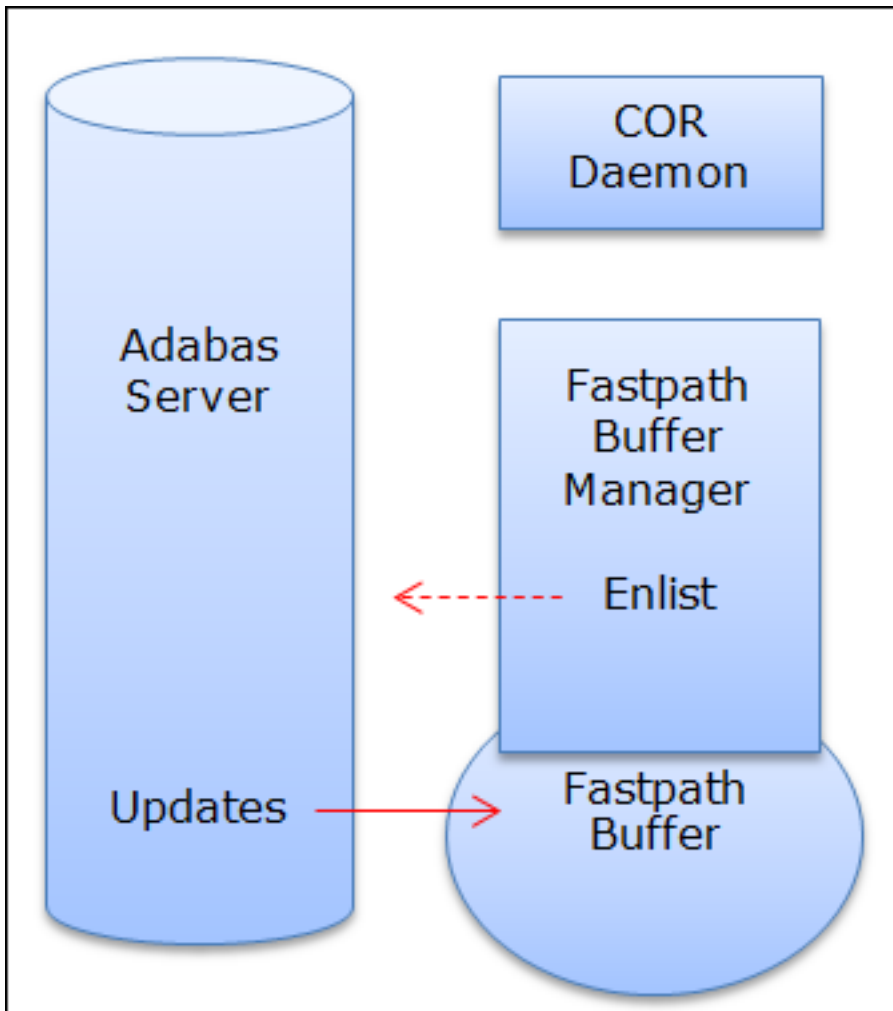 COR
Daemon
Adabas
Server
Fastpath
Buffer
Manager
Enlist
Updates
Fastpath
Buffer